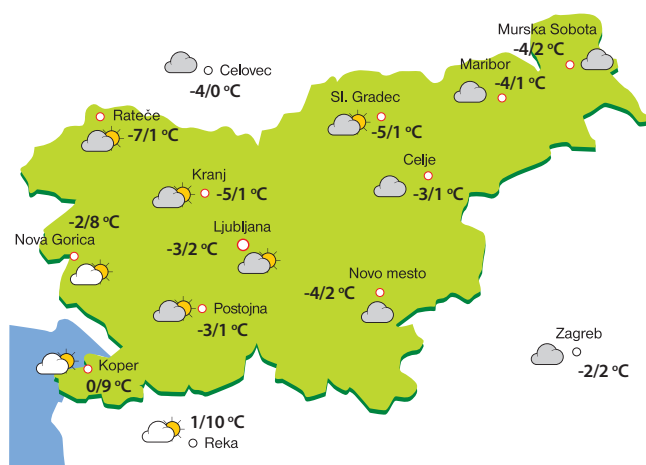 Murska Sobota
-4/2 °C
Maribor
-4/1 °C
Celovec
-4/0 °C
Sl. Gradec
-5/1 °C
Rateče
-7/1 °C
Celje
-3/1 °C
Kranj
-5/1 °C
-2/8 °C
Nova Gorica
Ljubljana
-3/2 °C
Novo mesto
-4/2 °C
Postojna
-3/1 °C
Zagreb
-2/2 °C
Koper
0/9 °C
1/10 °C
Reka